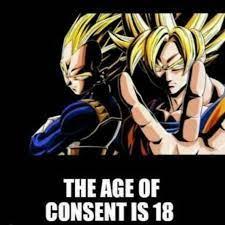 THE AGE OF
CONSENT IS 18